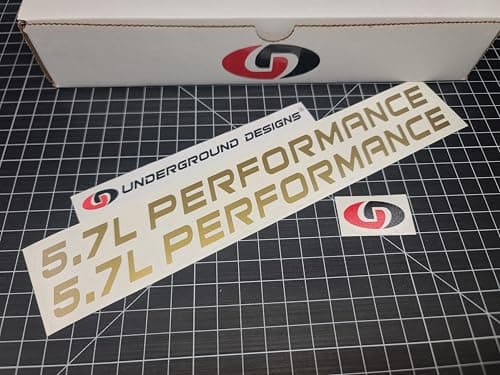 UNDERGROUND DESIGNS
5.7L PERFORMANCE
5.7L PERFORMANCE